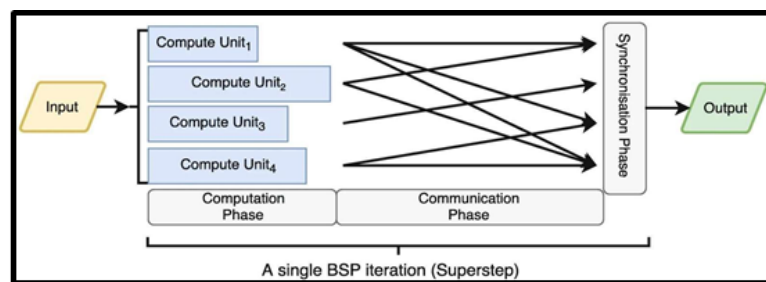 Input
Compute Unit₁
Compute Unit₂
Compute Unit₃
Compute Unit₄
Synchronisation Phase
Output
Computation
Phase
Communication
Phase
A single BSP iteration (Superstep)